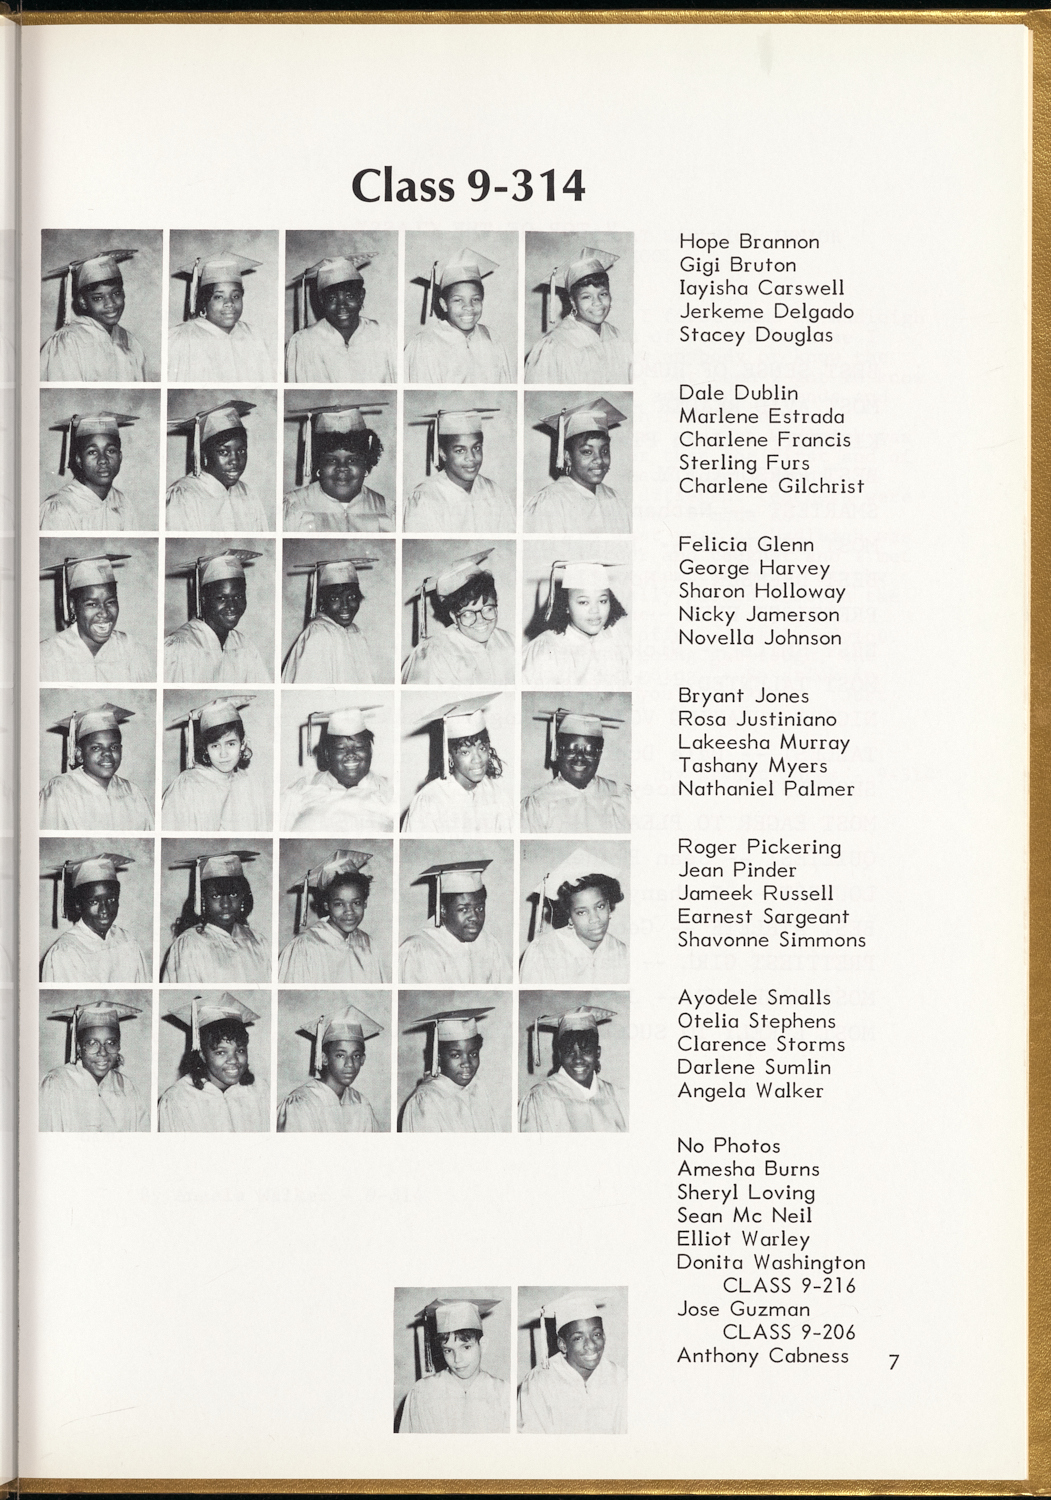 Class 9-314
Hope Brannon
Gigi Bruton
Iayisha Carswell
Jerkeme Delgado
Stacey Douglas
Dale Dublin
Marlene Estrada
Charlene Francis
Sterling Furs
Charlene Gilchrist
Felicia Glenn
George Harvey
Sharon Holloway
Nicky Jamerson
Novella Johnson
Bryant Jones
Rosa Justiniano
Lakeesha Murray
Tashany Myers
Nathaniel Palmer
Roger Pickering
Jean Pinder
Jameek Russell
Earnest Sargeant
Shavonne Simmons
Ayodele Smalls
Otelia Stephens
Clarence Storms
Darlene Sumlin
Angela Walker
No Photos
Amesha Burns
Sheryl Loving
Sean Mc Neil
Elliot Warley
Donita Washington
CLASS 9-216
Jose Guzman
CLASS 9-206
Anthony Cabness
7